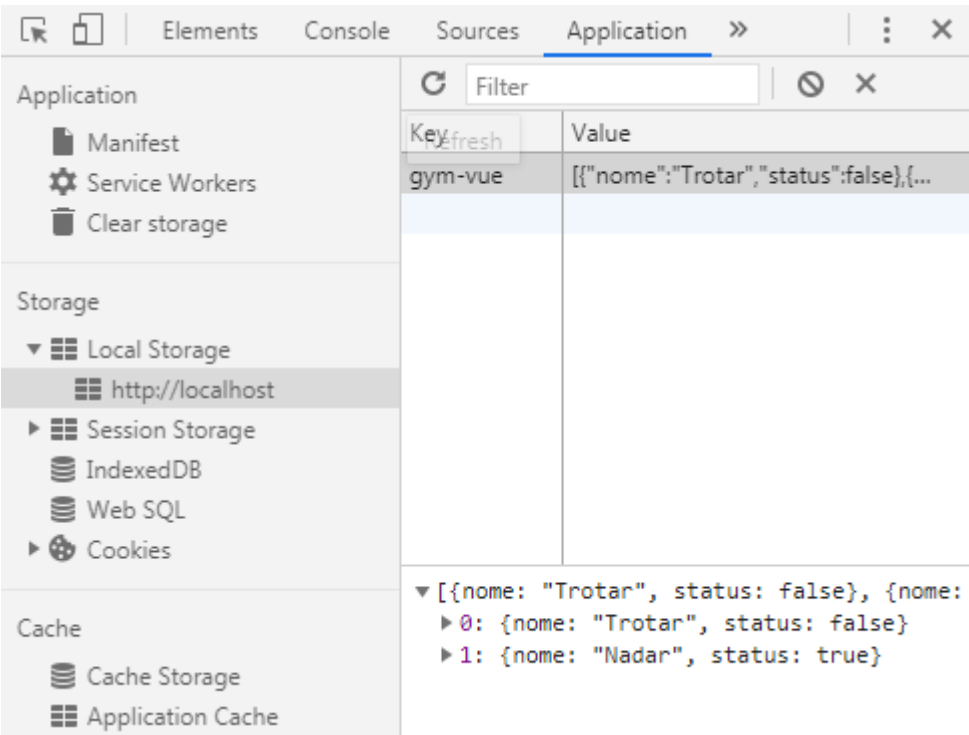 Elements Console Sources Application »
Application
Manifest
Service Workers
Clear storage
Storage
Local Storage
http://localhost
Session Storage
IndexedDB
Web SQL
Cookies
Cache
Cache Storage
Application Cache
Filter
Key Value
Refresh
gym-vue [{"nome":"Trotar","status":false},{...
[{nome: "Trotar", status: false}, {nome:
0: {nome: "Trotar", status: false}
1: {nome: "Nadar", status: true}